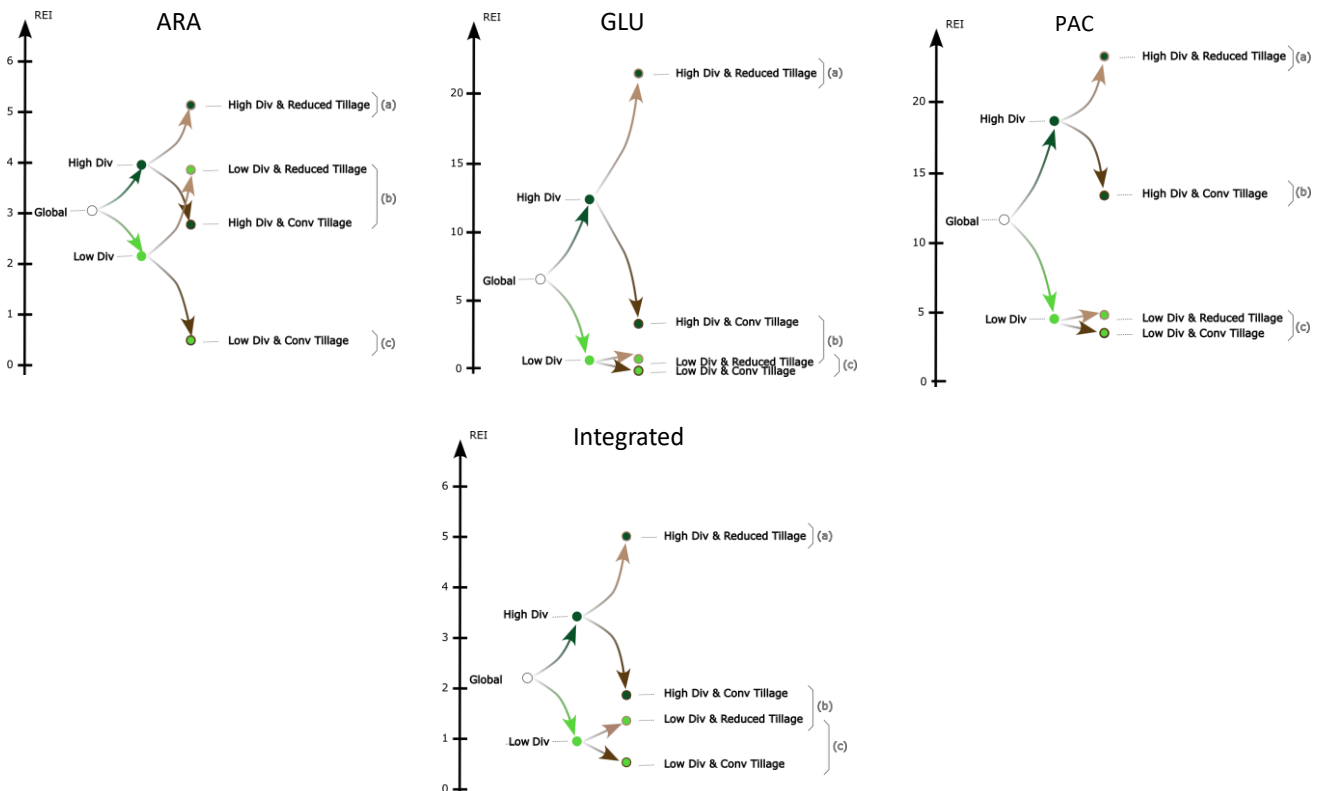 ARA
REI
6
5
4
3
2
1
0
High Div & Reduced Tillage
(a)
High Div
Low Div & Reduced Tillage
(b)
Global
High Div & Conv Tillage
Low Div
Low Div & Conv Tillage
(c)
GLU
REI
20
15
10
5
0
High Div & Reduced Tillage
(a)
High Div
Global
High Div & Conv Tillage
(b)
Low Div
Low Div & Reduced Tillage
(c)
Low Div & Conv Tillage
PAC
REI
20
15
10
5
0
High Div & Reduced Tillage
(a)
High Div
High Div & Conv Tillage
(b)
Global
Low Div
Low Div & Reduced Tillage
(c)
Low Div & Conv Tillage
Integrated
REI
6
5
4
3
2
1
0
High Div & Reduced Tillage
(a)
High Div
Global
High Div & Conv Tillage
(b)
Low Div & Reduced Tillage
Low Div
(c)
Low Div & Conv Tillage